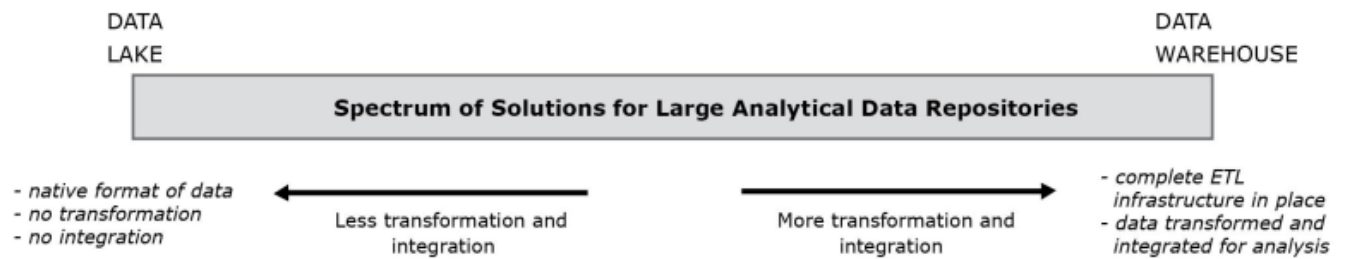 DATA
LAKE
DATA
WAREHOUSE
Spectrum of Solutions for Large Analytical Data Repositories
- native format of data
- no transformation
- no integration
Less transformation and
integration
More transformation and
integration
- complete ETL
infrastructure in place
- data transformed and
integrated for analysis